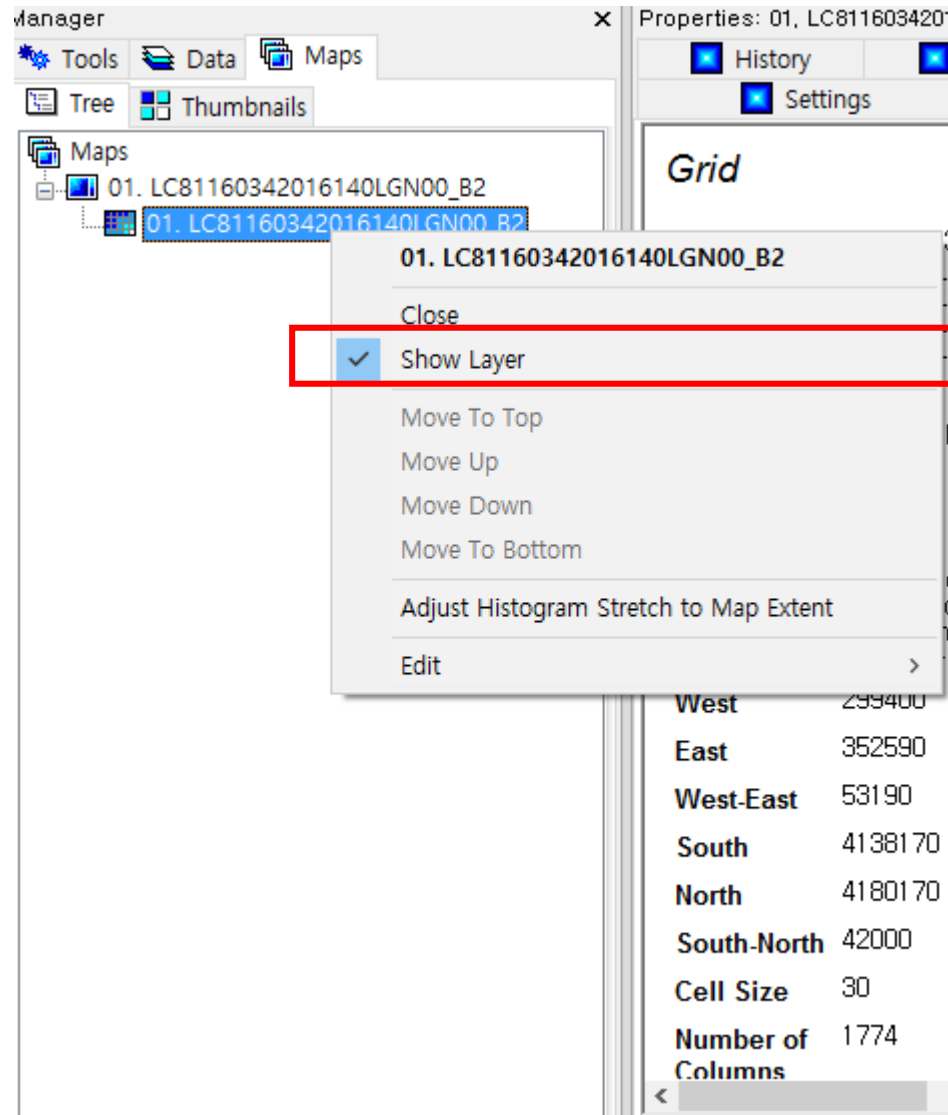 Manager
Properties: 01, LC811603420
Tools Data Maps
History
Tree Thumbnails
Settings
Maps
01. LC81160342016140LGN00_B2
01. LC81160342016140LGN00_B2
Grid
01. LC81160342016140LGN00_B2
Close
Show Layer
Move To Top
Move Up
Move Down
Move To Bottom
Adjust Histogram Stretch to Map Extent
Edit
West 299400
East 352590
West-East 53190
South 4138170
North 4180170
South-North 42000
Cell Size 30
Number of Columns 1774